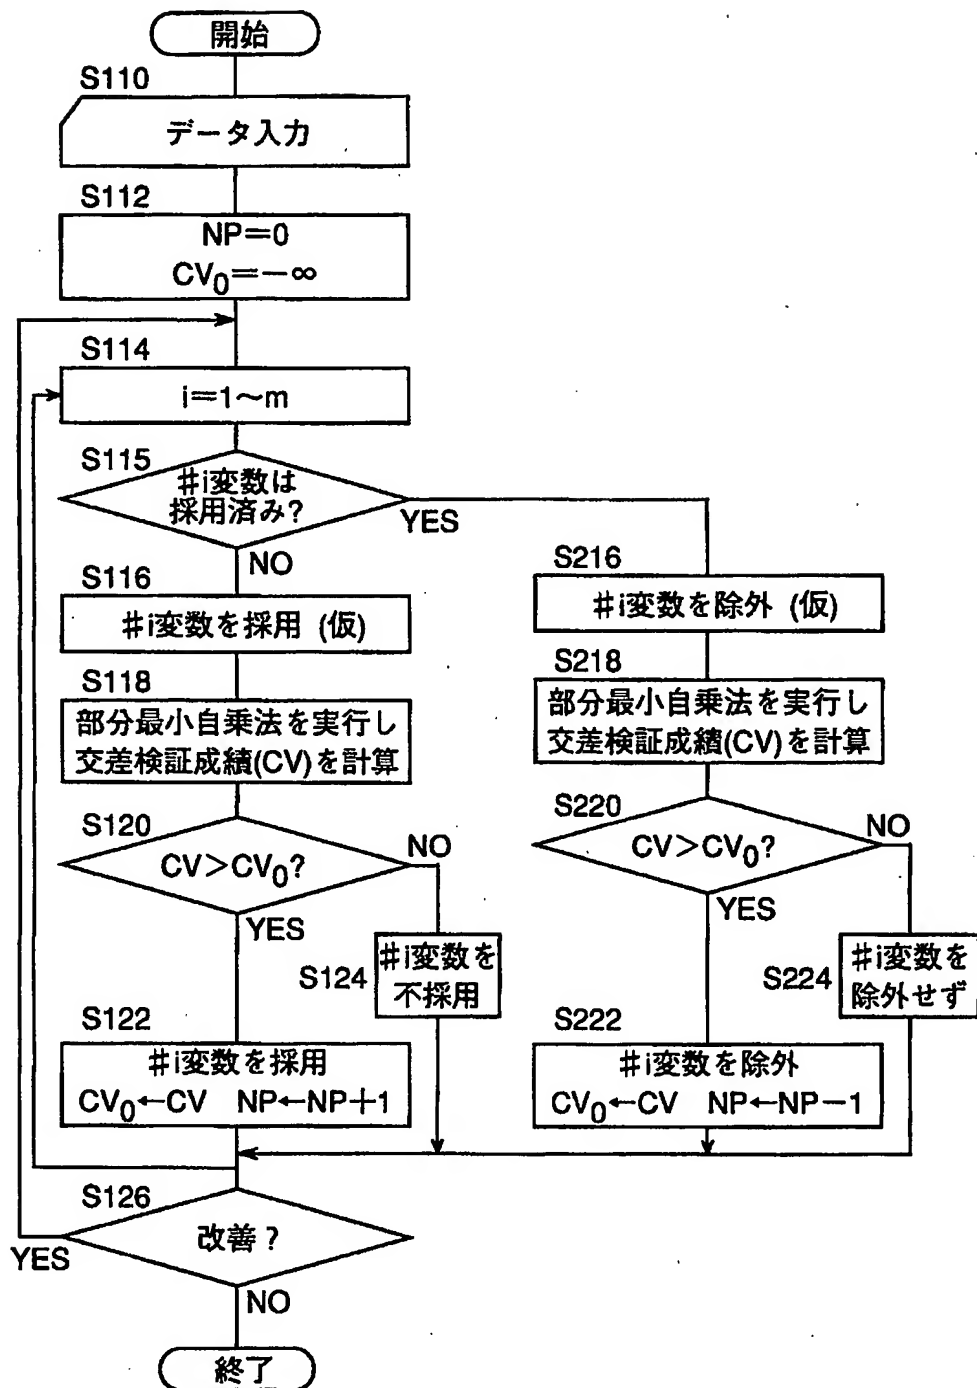 開始
S110
データ入力
S112
NP=0
CV₀=−∞
S114
i=1~m
S115
#i変数は
採用済み?
YES
NO
S116
#i変数を採用 (仮)
S118
部分最小自乗法を実行し
交差検証成績(CV)を計算
S120
CV>CV₀?
NO
YES
S124
#i変数を
不採用
S122
#i変数を採用
CV₀←CV NP←NP+1
S216
#i変数を除外 (仮)
S218
部分最小自乗法を実行し
交差検証成績(CV)を計算
S220
CV>CV₀?
NO
YES
S224
#i変数を
除外せず
S222
#i変数を除外
CV₀←CV NP←NP−1
S126
改善?
YES
NO
終了